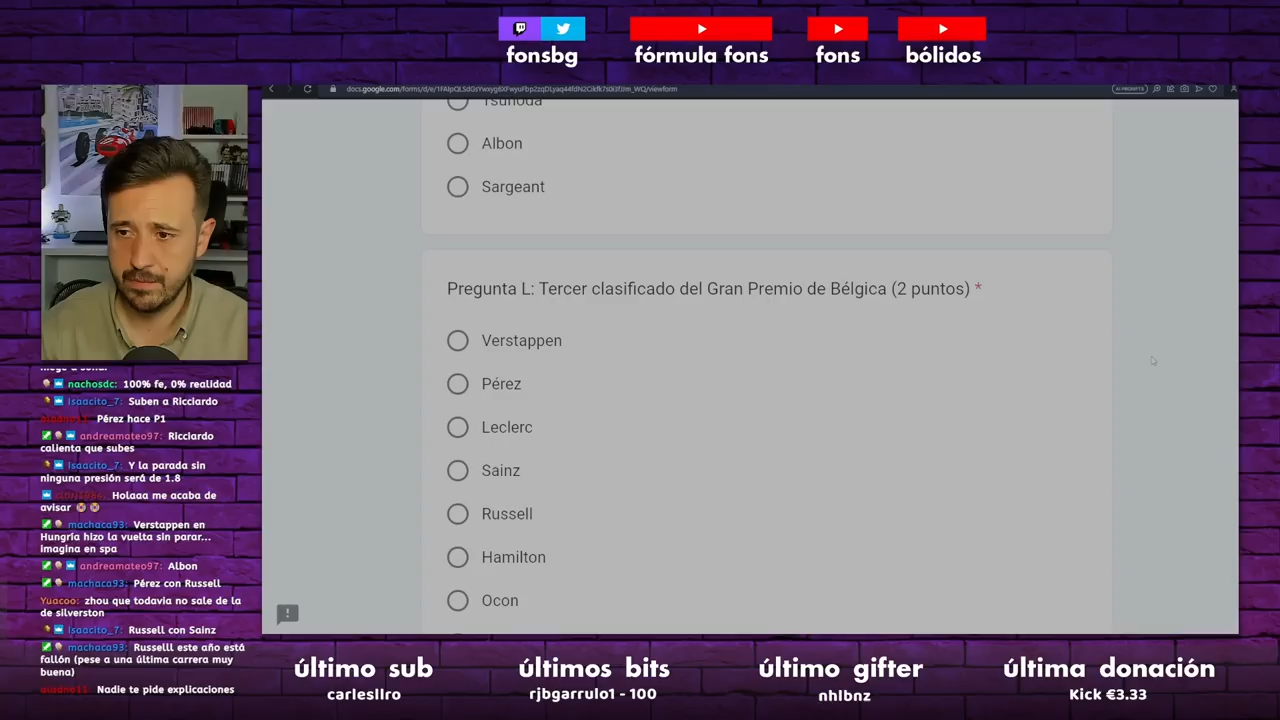 fonsbg
fórmula fons
fons
bólidos
Tsunoda
Albon
Sargeant
Pregunta L: Tercer clasificado del Gran Premio de Bélgica (2 puntos) *
Verstappen
Pérez
Leclerc
Sainz
Russell
Hamilton
Ocon
nachosdc: 100% fe, 0% realidad
Isaacito_7: Suben a Ricciardo
Pérez hace P1
andreamateo97: Ricciardo
calienta que subes
Isaacito_7: Y la parada sin
ninguna presión será de 1.8
Holaaa me acaba de
avisar
machaca93: Verstappen en
Hungría hizo la vuelta sin parar...
imagina en spa
andreamateo97: Albon
machaca93: Pérez con Russell
Yuacoo: zhou que todavia no sale de la
de silverston
Isaacito_7: Russell con Sainz
machaca93: Russelll este año está
fallón (pese a una última carrera muy
buena)
Nadie te pide explicaciones
último sub
carlesllro
últimos bits
rjbgarrulo1 - 100
último gifter
nhlbnz
última donación
Kick €3.33